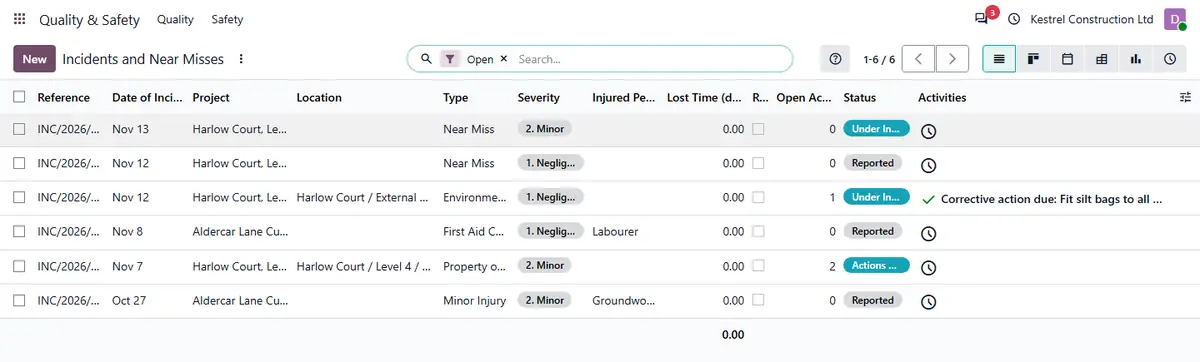 Quality & Safety Quality Safety 3 Kestrel Construction Ltd D
New Incidents and Near Misses Open × Search... 1-6 / 6
Reference Date of Inci... Project Location Type Severity Injured Pe... Lost Time (d... R... Open Ac... Status Activities
INC/2026/... Nov 13 Harlow Court, Le... Near Miss 2. Minor 0.00 0 Under In...
INC/2026/... Nov 12 Harlow Court, Le... Near Miss 1. Neglig... 0.00 0 Reported
INC/2026/... Nov 12 Harlow Court, Le... Harlow Court / External ... Environme... 1. Neglig... 0.00 1 Under In... Corrective action due: Fit silt bags to all ...
INC/2026/... Nov 8 Aldercar Lane Cu... First Aid C... 1. Neglig... Labourer 0.00 0 Reported
INC/2026/... Nov 7 Harlow Court, Le... Harlow Court / Level 4 / ... Property o... 2. Minor 0.00 2 Actions ...
INC/2026/... Oct 27 Aldercar Lane Cu... Minor Injury 2. Minor Groundwo... 0.00 0 Reported
0.00